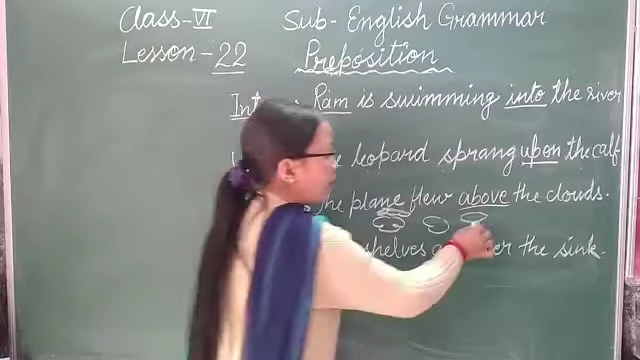 Class-VI Sub-English Grammar
Lesson-22 Preposition
Int Ram is swimming into the river
leopard sprang upon the calf
the plane flew above the clouds.
shelves the sink.